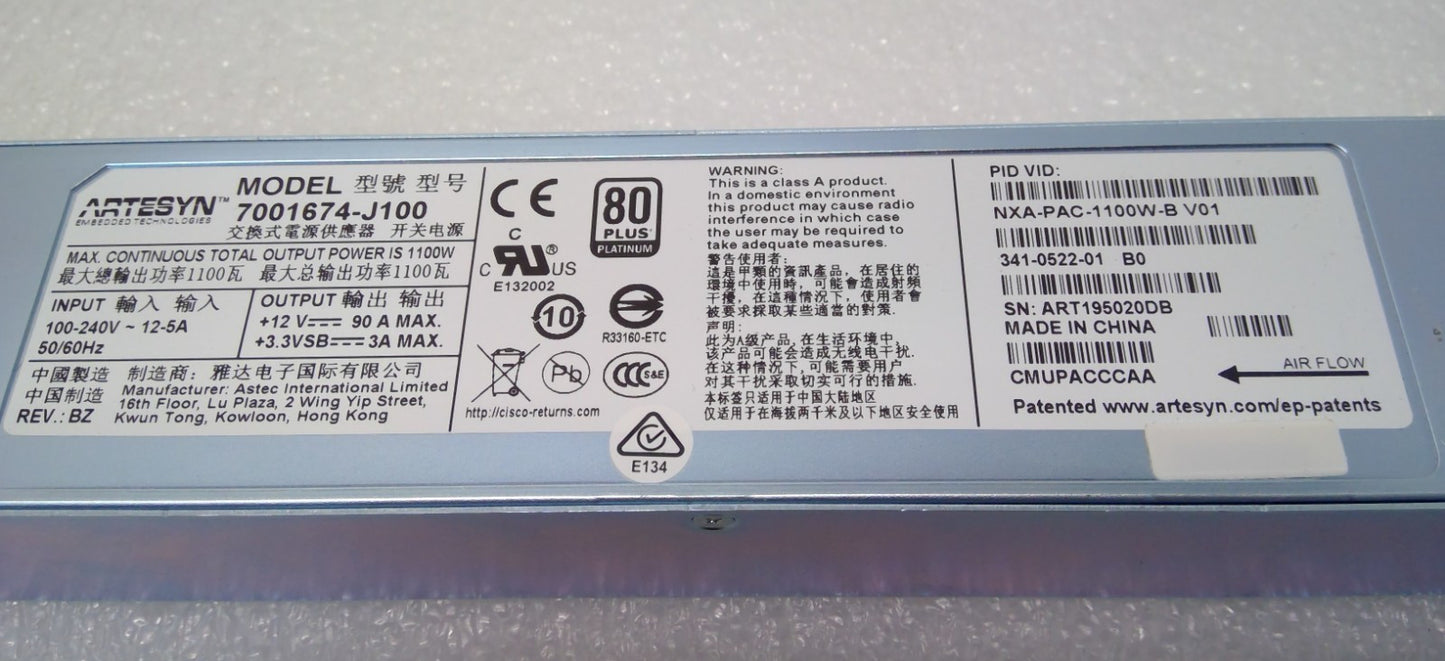 ARTESYN™
EMBEDDED TECHNOLOGIES
MODEL 型號 型号
7001674-J100
交換式電源供應器 开关电源
MAX. CONTINUOUS TOTAL OUTPUT POWER IS 1100W
最大總輸出功率1100瓦 最大总输出功率1100瓦
INPUT 輸入 输入
100-240V ~ 12-5A
50/60Hz
OUTPUT 輸出 输出
+12 V⎓ 90 A MAX.
+3.3VSB⎓3A MAX.
中國製造 製造商: 雅达电子国际有限公司
中国制造 Manufacturer: Astec International Limited
16th Floor, Lu Plaza, 2 Wing Yip Street,
REV.: BZ Kwun Tong, Kowloon, Hong Kong
CE
80
PLUS
PLATINUM
C
C RU® US
E132002
10
R33160-ETC
Pb
CCC S&E
http://cisco-returns.com
E134
WARNING:
This is a class A product.
In a domestic environment
this product may cause radio
interference in which case
the user may be required to
take adequate measures.
警告使用者:
這是甲類的資訊產品, 在居住的
環境中使用時, 可能會造成射頻
干擾, 在這種情況下, 使用者會
被要求採取某些適當的對策.
声明:
此为A级产品, 在生活环境中,
该产品可能会造成无线电干扰.
在这种情况下, 可能需要用户
对其干扰采取切实可行的措施.
本标签只适用于中国大陆地区
仅适用于在海拔两千米及以下地区安全使用
PID VID:
NXA-PAC-1100W-B V01
341-0522-01 B0
SN: ART195020DB
MADE IN CHINA
CMUPACCCAA
AIR FLOW
Patented www.artesyn.com/ep-patents